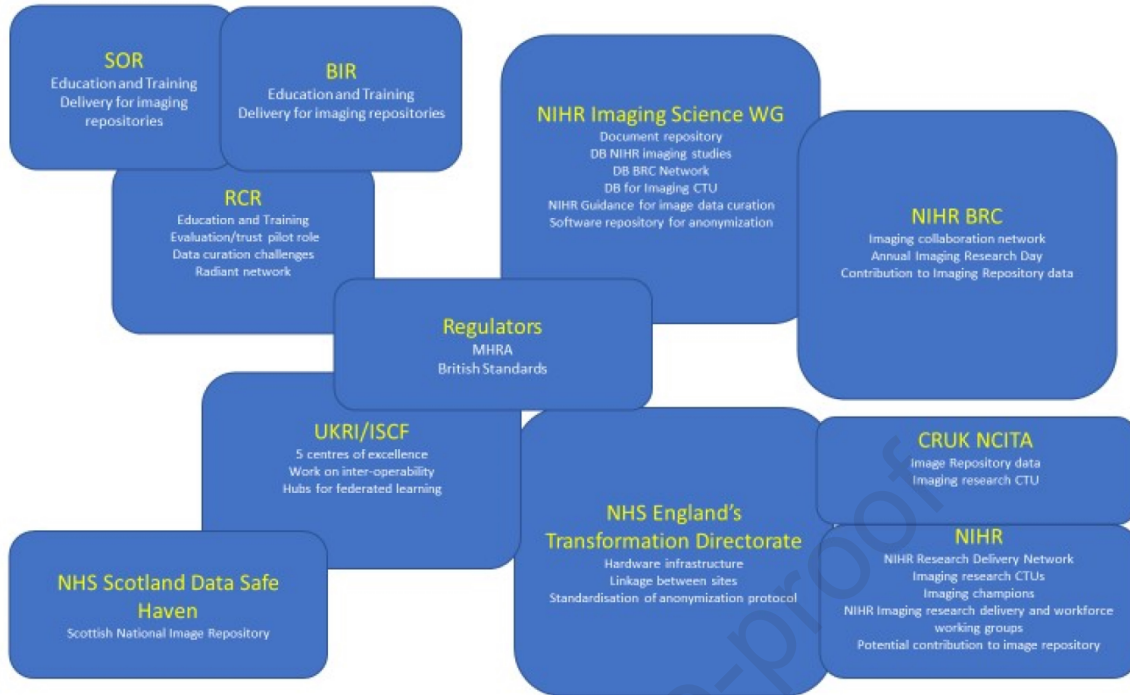 SOR
Education and Training
Delivery for imaging
repositories
BIR
Education and Training
Delivery for imaging repositories
RCR
Education and Training
Evaluation/trust pilot role
Data curation challenges
Radiant network
NIHR Imaging Science WG
Document repository
DB NIHR imaging studies
DB BRC Network
DB for Imaging CTU
NIHR Guidance for image data curation
Software repository for anonymization
NIHR BRC
Imaging collaboration network
Annual Imaging Research Day
Contribution to Imaging Repository data
Regulators
MHRA
British Standards
UKRI/ISCF
5 centres of excellence
Work on inter-operability
Hubs for federated learning
NHS Scotland Data Safe
Haven
Scottish National Image Repository
NHS England's
Transformation Directorate
Hardware infrastructure
Linkage between sites
Standardisation of anonymization protocol
CRUK NCITA
Image Repository data
Imaging research CTU
NIHR
NIHR Research Delivery Network
Imaging research CTUs
Imaging champions
NIHR Imaging research delivery and workforce
working groups
Potential contribution to image repository
-proof